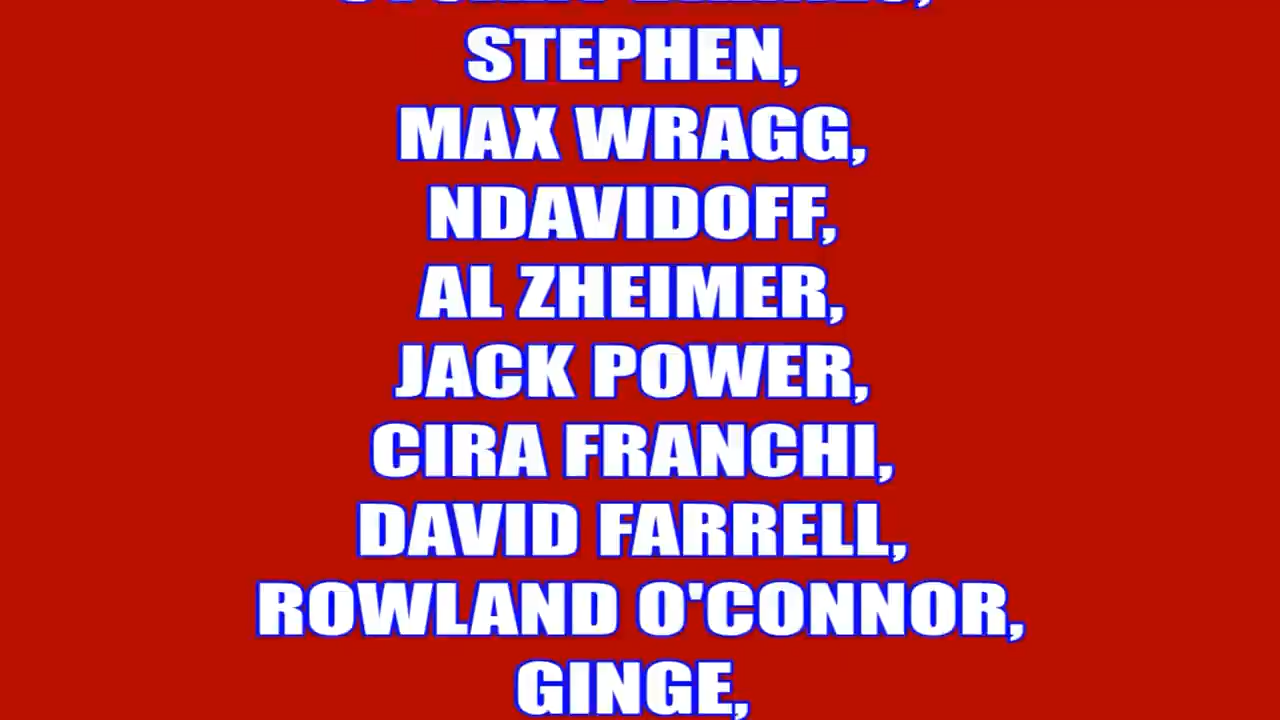 STEPHEN,
MAX WRAGG,
NDAVIDOFF,
AL ZHEIMER,
JACK POWER,
CIRA FRANCHI,
DAVID FARRELL,
ROWLAND O'CONNOR,
GINGE,